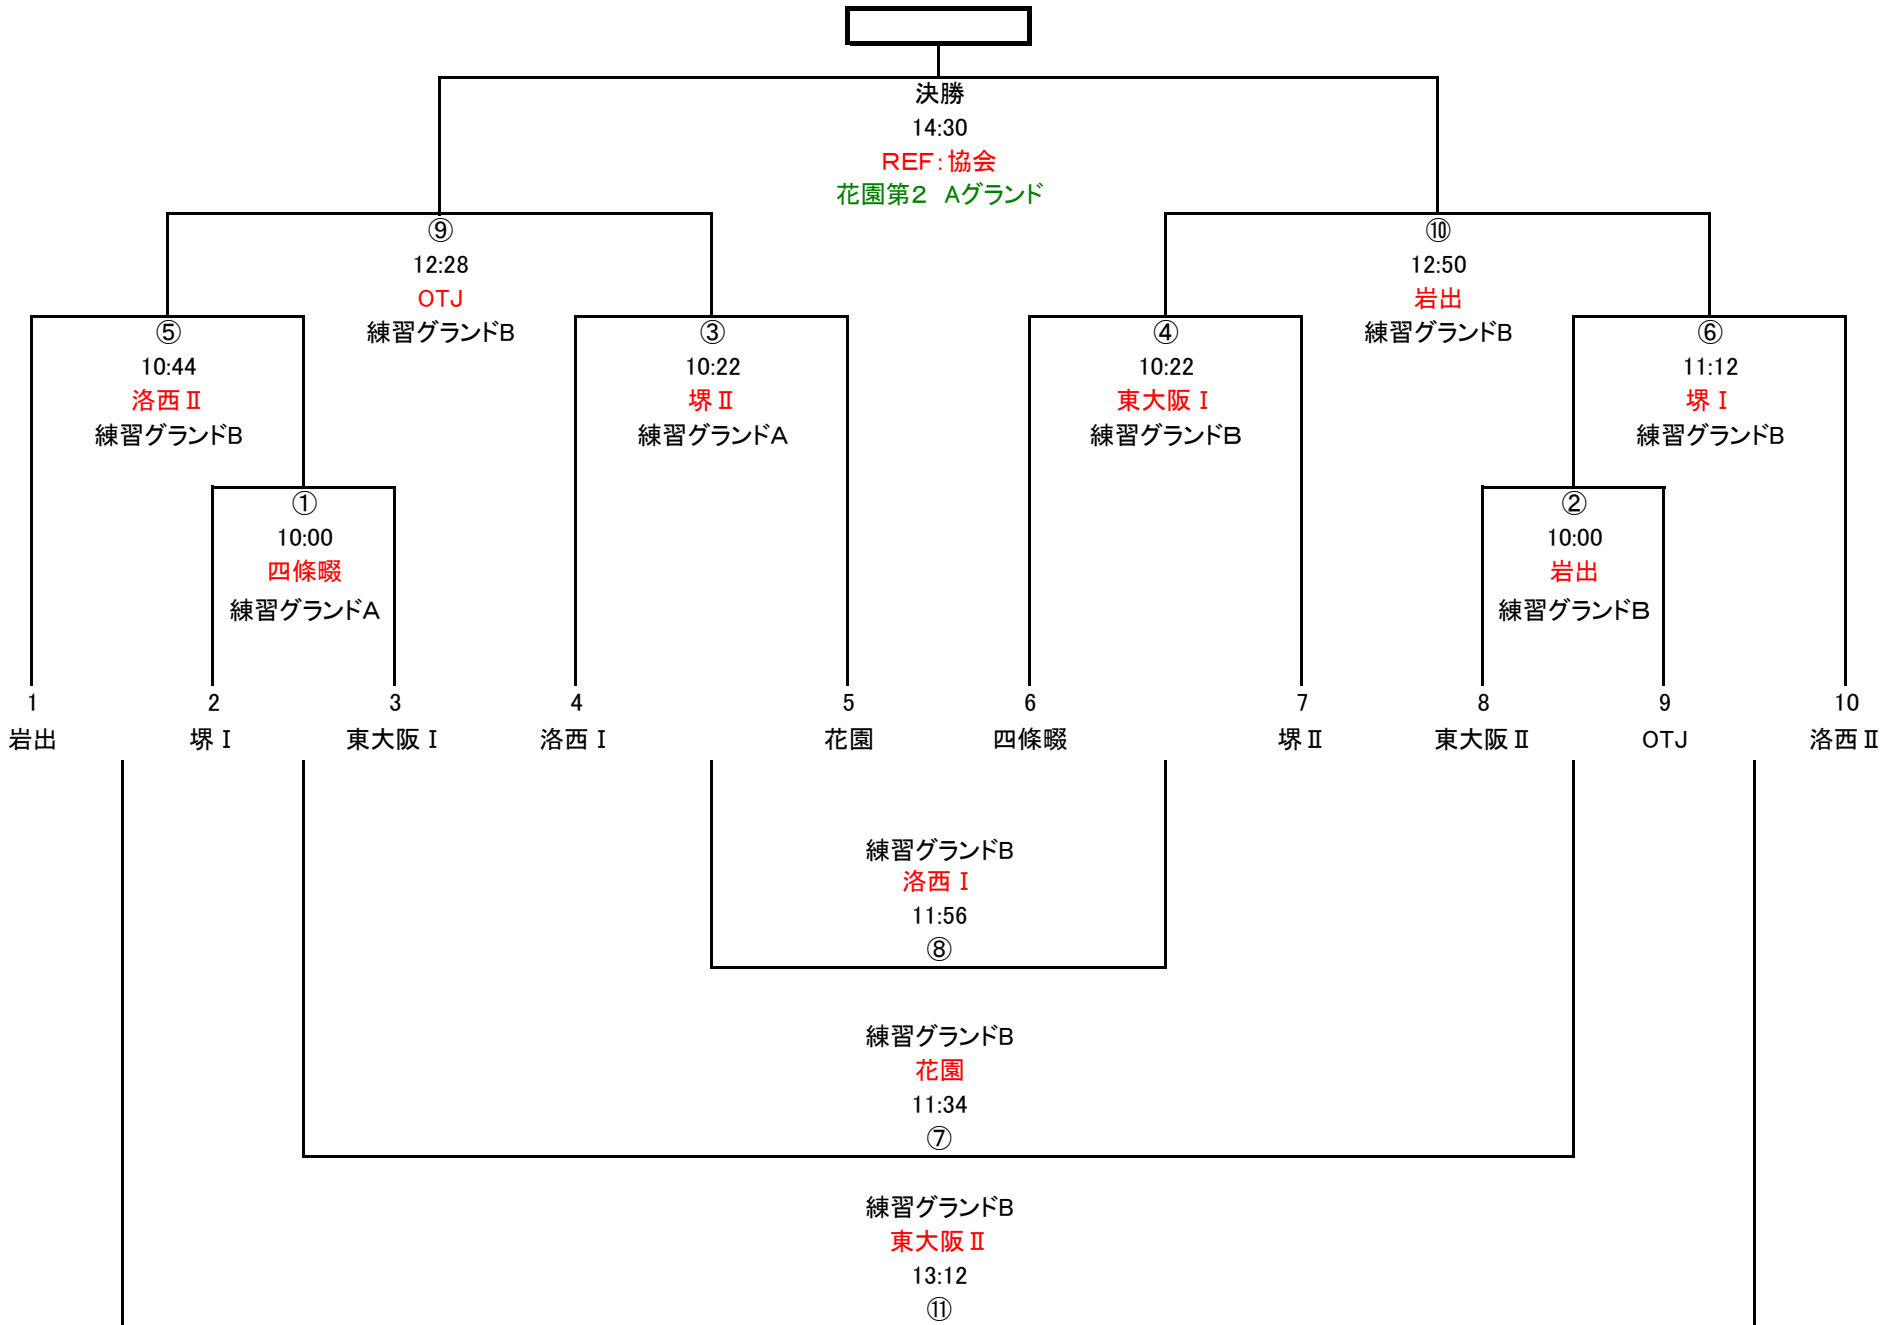 決勝
14:30
REF：協会
花園第2　Aグランド
⑨
12:28
OTJ
練習グランドB
⑩
12:50
岩出
練習グランドB
⑤
10:44
洛西Ⅱ
練習グランドB
③
10:22
堺Ⅱ
練習グランドA
④
10:22
東大阪Ⅰ
練習グランドB
⑥
11:12
堺Ⅰ
練習グランドB
①
10:00
四條畷
練習グランドA
②
10:00
岩出
練習グランドB
1 2 3 4 5 6 7 8 9 10
岩出 堺Ⅰ 東大阪Ⅰ 洛西Ⅰ 花園 四條畷 堺Ⅱ 東大阪Ⅱ OTJ 洛西Ⅱ
練習グランドB
洛西Ⅰ
11:56
⑧
練習グランドB
花園
11:34
⑦
練習グランドB
東大阪Ⅱ
13:12
⑪